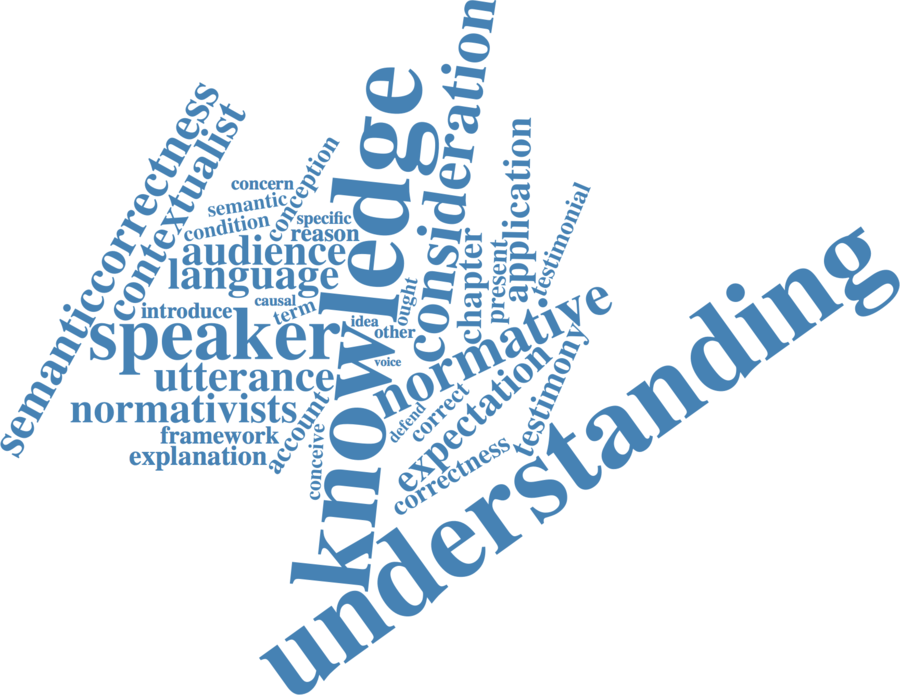 semanticcorrectness
contextualist
concern
semantic
condition
conception
specific
reason
audience
language
causal
introduce
term
speaker
idea
other
ought
voice
utterance
normativists
framework
explanation
account
conceive
knowledge
consideration
chapter
present
application
testimonial
normative
defend
correct
expectation
correctness
testimony
understanding